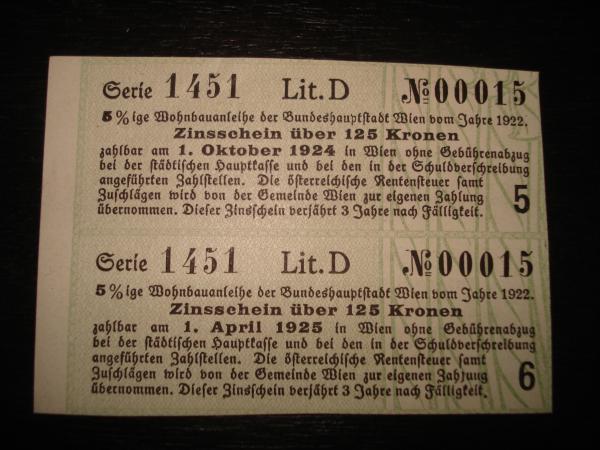 Serie 1451 Lit. D № 00015
5 %ige Wohnbauanleihe der Bundeshauptstadt Wien vom Jahre 1922.
Zinsschein über 125 Kronen
zahlbar am 1. Oktober 1924 in Wien ohne Gebührenabzug
bei der städtischen Hauptkasse und bei den in der Schuldverschreibung
angeführten Zahlstellen. Die österreichische Rentensteuer samt
Zuschlägen wird von der Gemeinde Wien zur eigenen Zahlung
übernommen. Dieser Zinsschein verjährt 3 Jahre nach Fälligkeit.
5
Serie 1451 Lit. D № 00015
5 %ige Wohnbauanleihe der Bundeshauptstadt Wien vom Jahre 1922.
Zinsschein über 125 Kronen
zahlbar am 1. April 1925 in Wien ohne Gebührenabzug
bei der städtischen Hauptkasse und bei den in der Schuldverschreibung
angeführten Zahlstellen. Die österreichische Rentensteuer samt
Zuschlägen wird von der Gemeinde Wien zur eigenen Zahlung
übernommen. Dieser Zinsschein verjährt 3 Jahre nach Fälligkeit.
6